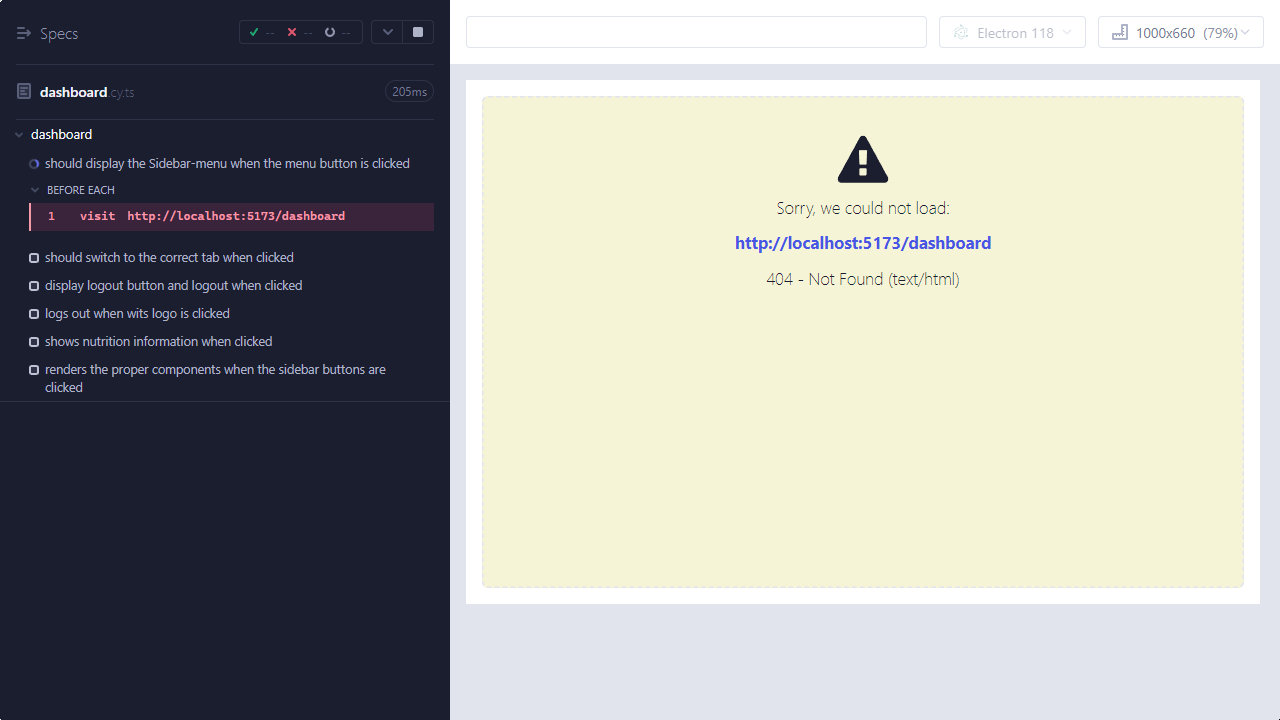 Specs
-- -- --
dashboard.cy.ts
205ms
dashboard
should display the Sidebar-menu when the menu button is clicked
BEFORE EACH
1 visit http://localhost:5173/dashboard
should switch to the correct tab when clicked
display logout button and logout when clicked
logs out when wits logo is clicked
shows nutrition information when clicked
renders the proper components when the sidebar buttons are
clicked
Electron 118
1000x660 (79%)
Sorry, we could not load:
http://localhost:5173/dashboard
404 - Not Found (text/html)